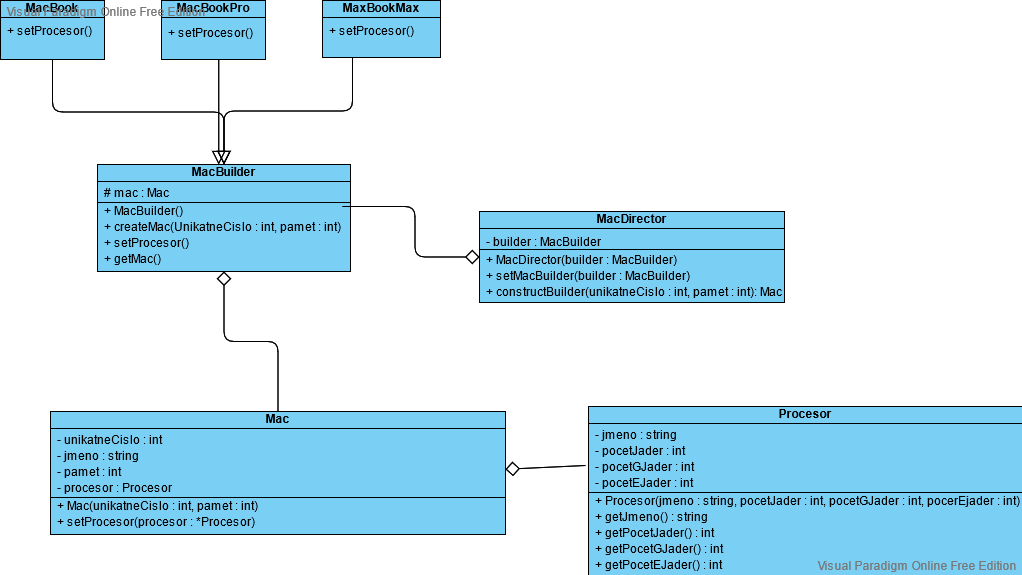 Visual Paradigm Online Free Edition
MacBook
+ setProcesor()
MacBookPro
+ setProcesor()
MaxBookMax
+ setProcesor()
MacBuilder
# mac : Mac
+ MacBuilder()
+ createMac(UnikatneCislo : int, pamet : int)
+ setProcesor()
+ getMac()
MacDirector
- builder : MacBuilder
+ MacDirector(builder : MacBuilder)
+ setMacBuilder(builder : MacBuilder)
+ constructBuilder(unikatneCislo : int, pamet : int): Mac
Mac
- unikatneCislo : int
- jmeno : string
- pamet : int
- procesor : Procesor
+ Mac(unikatneCislo : int, pamet : int)
+ setProcesor(procesor : *Procesor)
Procesor
- jmeno : string
- pocetJader : int
- pocetGJader : int
- pocetEJader : int
+ Procesor(jmeno : string, pocetJader : int, pocetGJader : int, pocerEjader : int)
+ getJmeno() : string
+ getPocetJader() : int
+ getPocetGJader() : int
+ getPocetEJader() : int
Visual Paradigm Online Free Edition